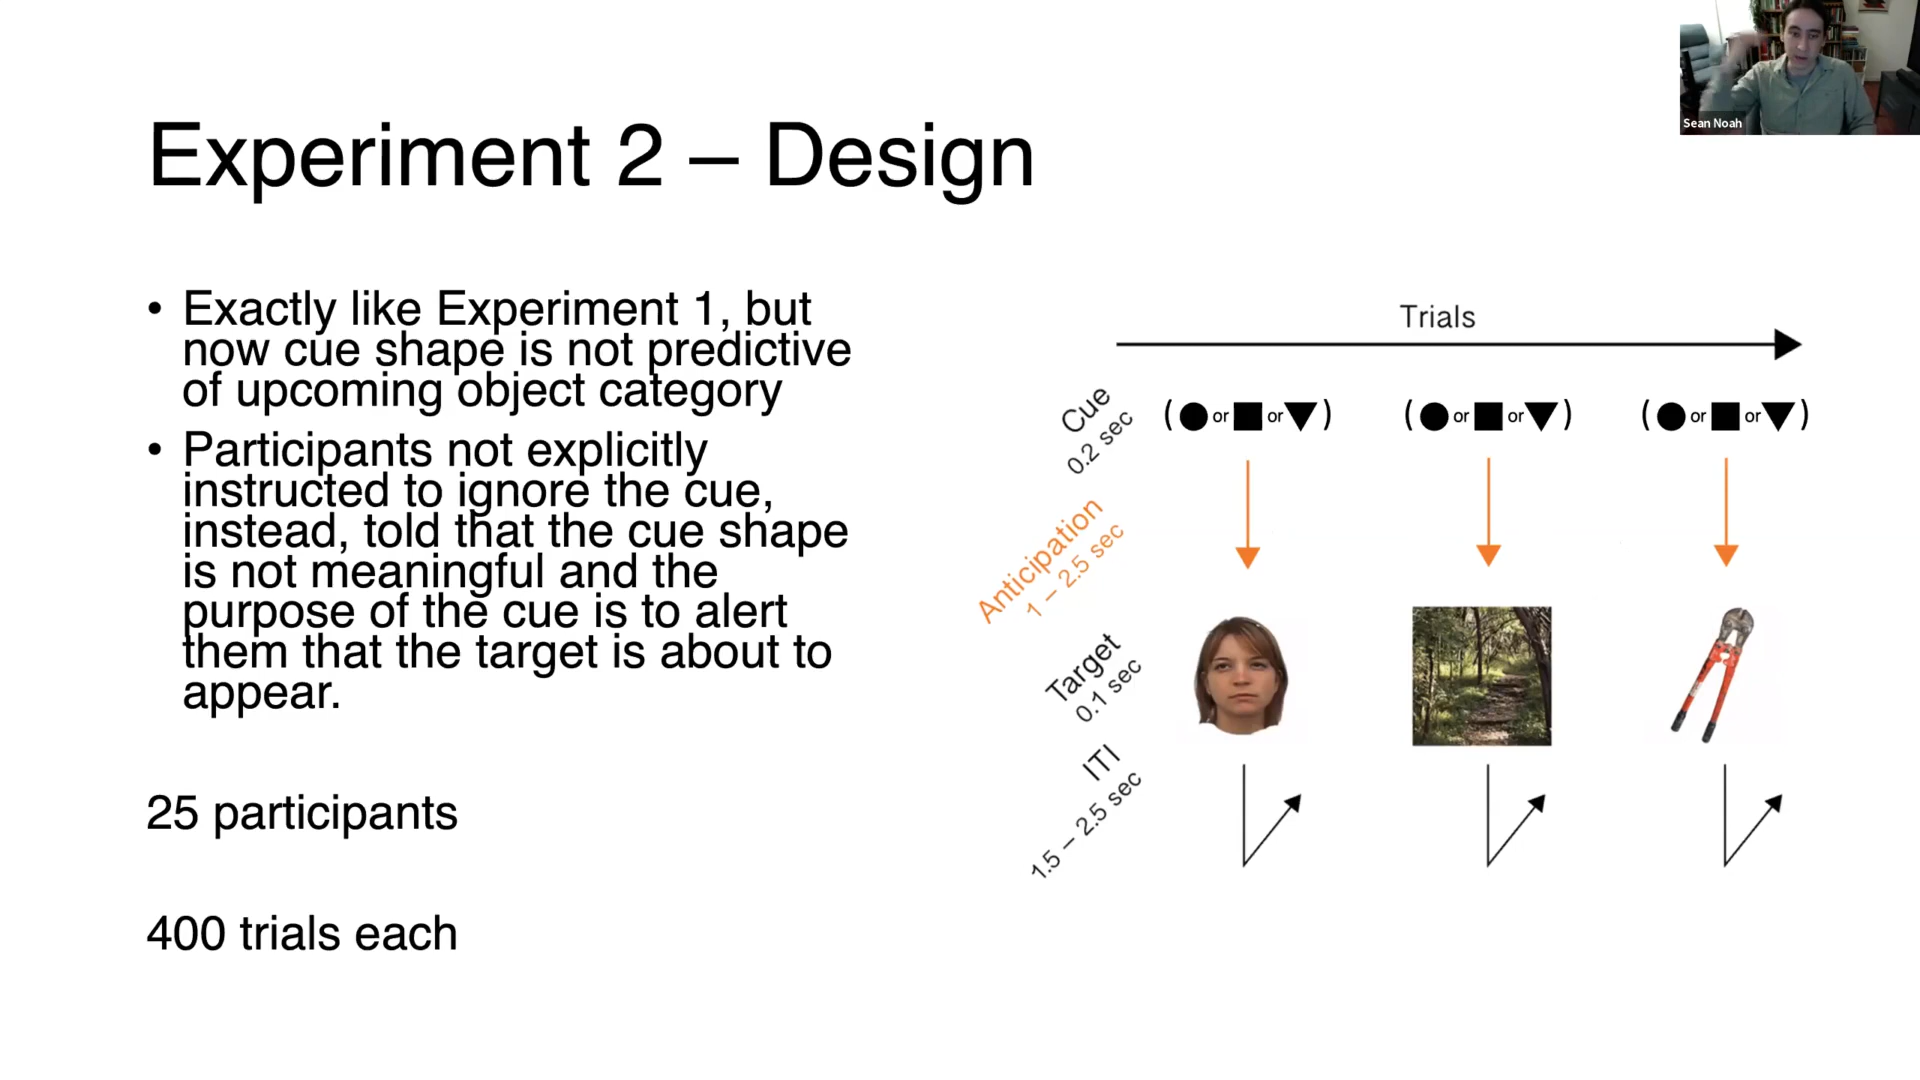 Sean Noah
Experiment 2 – Design
• Exactly like Experiment 1, but
now cue shape is not predictive
of upcoming object category
• Participants not explicitly
instructed to ignore the cue,
instead, told that the cue shape
is not meaningful and the
purpose of the cue is to alert
them that the target is about to
appear.
25 participants
400 trials each
Trials
Cue
0.2 sec
( or or )
( or or )
( or or )
Anticipation
1 – 2.5 sec
Target
0.1 sec
ITI
1.5 – 2.5 sec